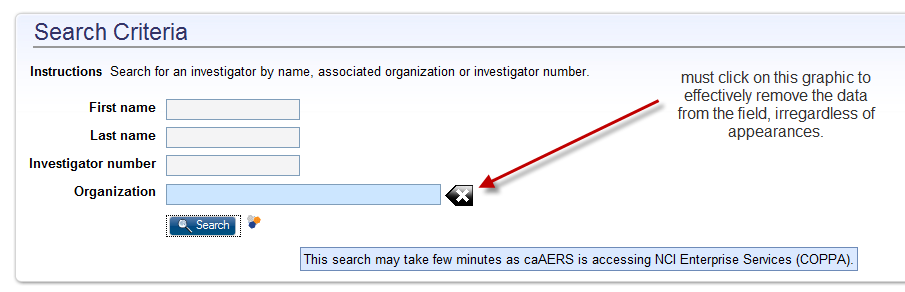 Search Criteria
Instructions Search for an investigator by name, associated organization or investigator number.
must click on this graphic to
effectively remove the data
from the field, irregardless of
appearances.
First name
Last name
Investigator number
Organization
Search
This search may take few minutes as caAERS is accessing NCI Enterprise Services (COPPA).